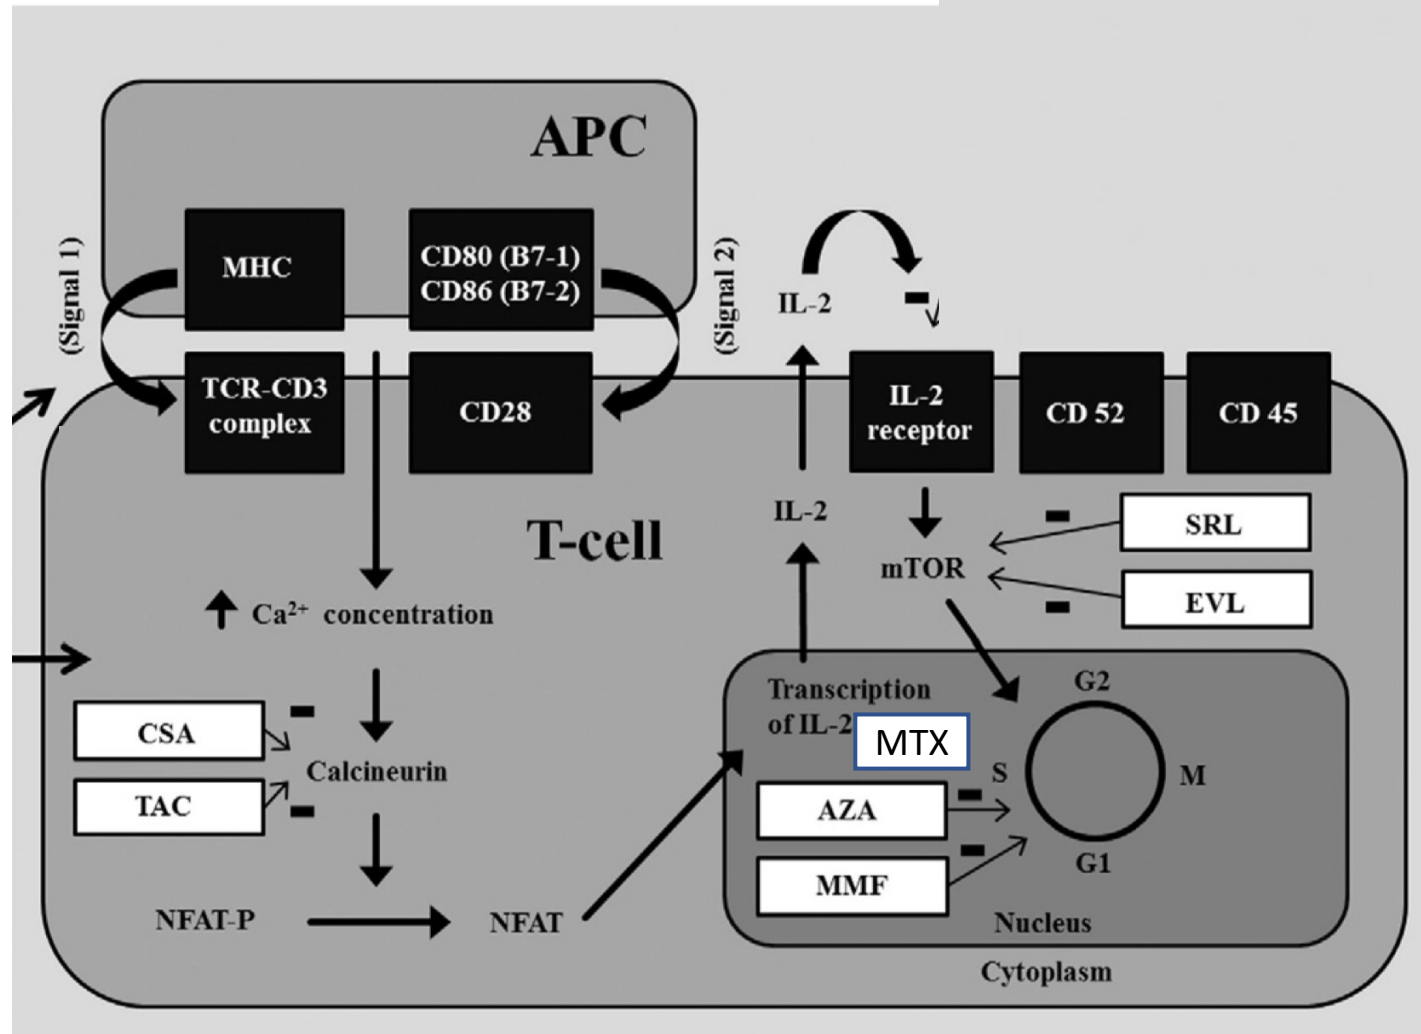 APC
MHC
CD80 (B7-1)
CD86 (B7-2)
(Signal 1)
(Signal 2)
TCR-CD3
complex
CD28
IL-2
IL-2
receptor
CD 52
CD 45
T-cell
IL-2
SRL
mTOR
EVL
Ca²⁺ concentration
CSA
Calcineurin
TAC
NFAT-P
NFAT
Transcription
of IL-2
MTX
AZA
MMF
G2
S
M
G1
Nucleus
Cytoplasm